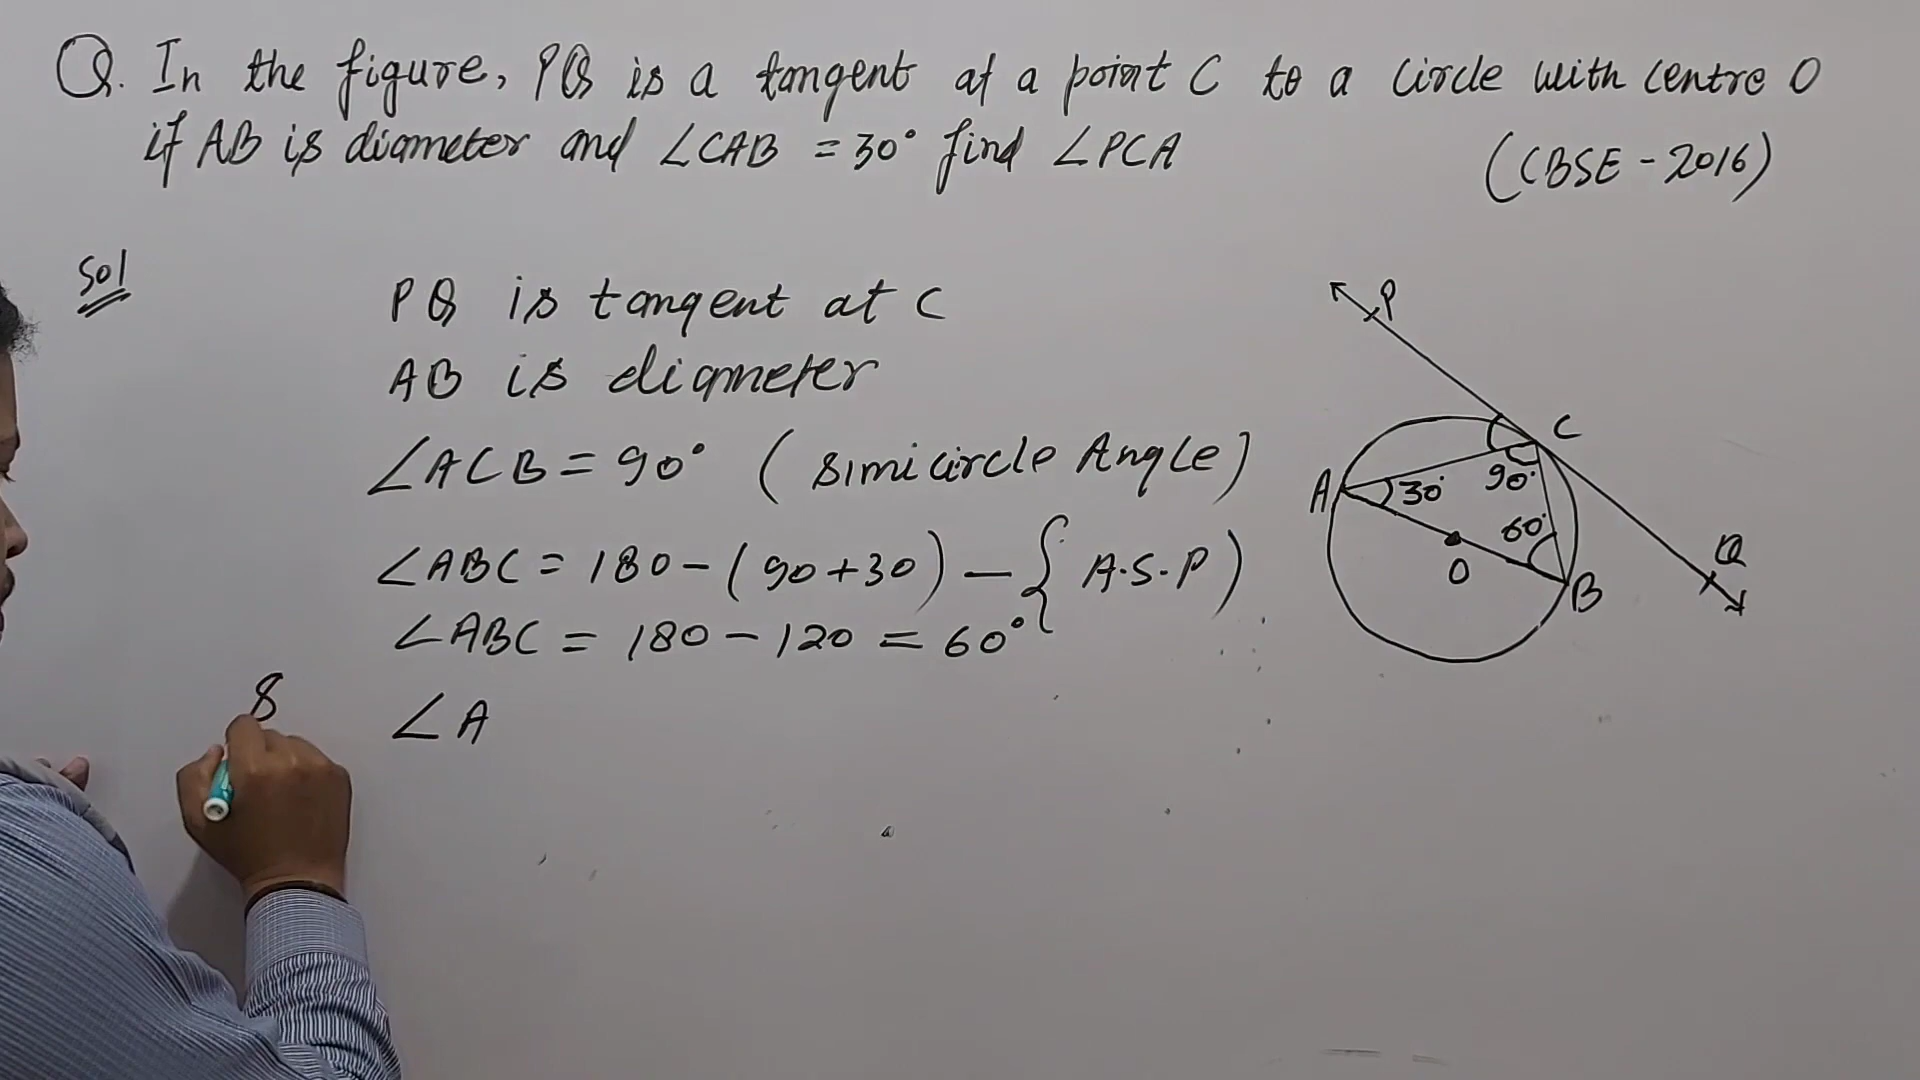 Q. In the figure, PQ is a tangent at a point C to a circle with centre O
if AB is diameter and ∠CAB = 30° find ∠PCA
(CBSE - 2016)
Sol
PQ is tangent at C
AB is diameter
∠ACB = 90° (simicircle Angle)
∠ABC = 180 - (90+30) - { A.S.P)
∠ABC = 180 - 120 = 60°
8
∠A
P
C
A
30°
90°
60°
O
B
Q